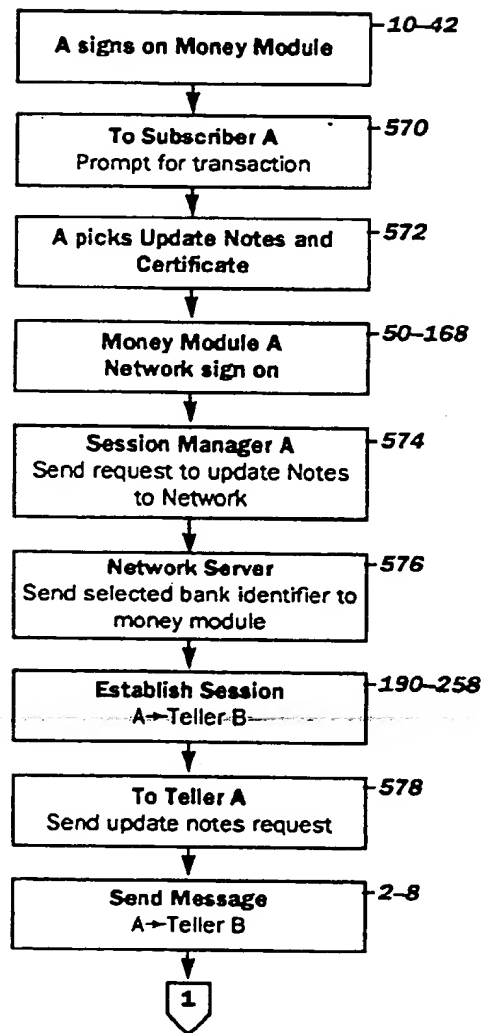 A signs on Money Module
10–42
To Subscriber A
Prompt for transaction
570
A picks Update Notes and
Certificate
572
Money Module A
Network sign on
50–168
Session Manager A
Send request to update Notes
to Network
574
Network Server
Send selected bank identifier to
money module
576
Establish Session
A→Teller B
190–258
To Teller A
Send update notes request
578
Send Message
A→Teller B
2–8
1